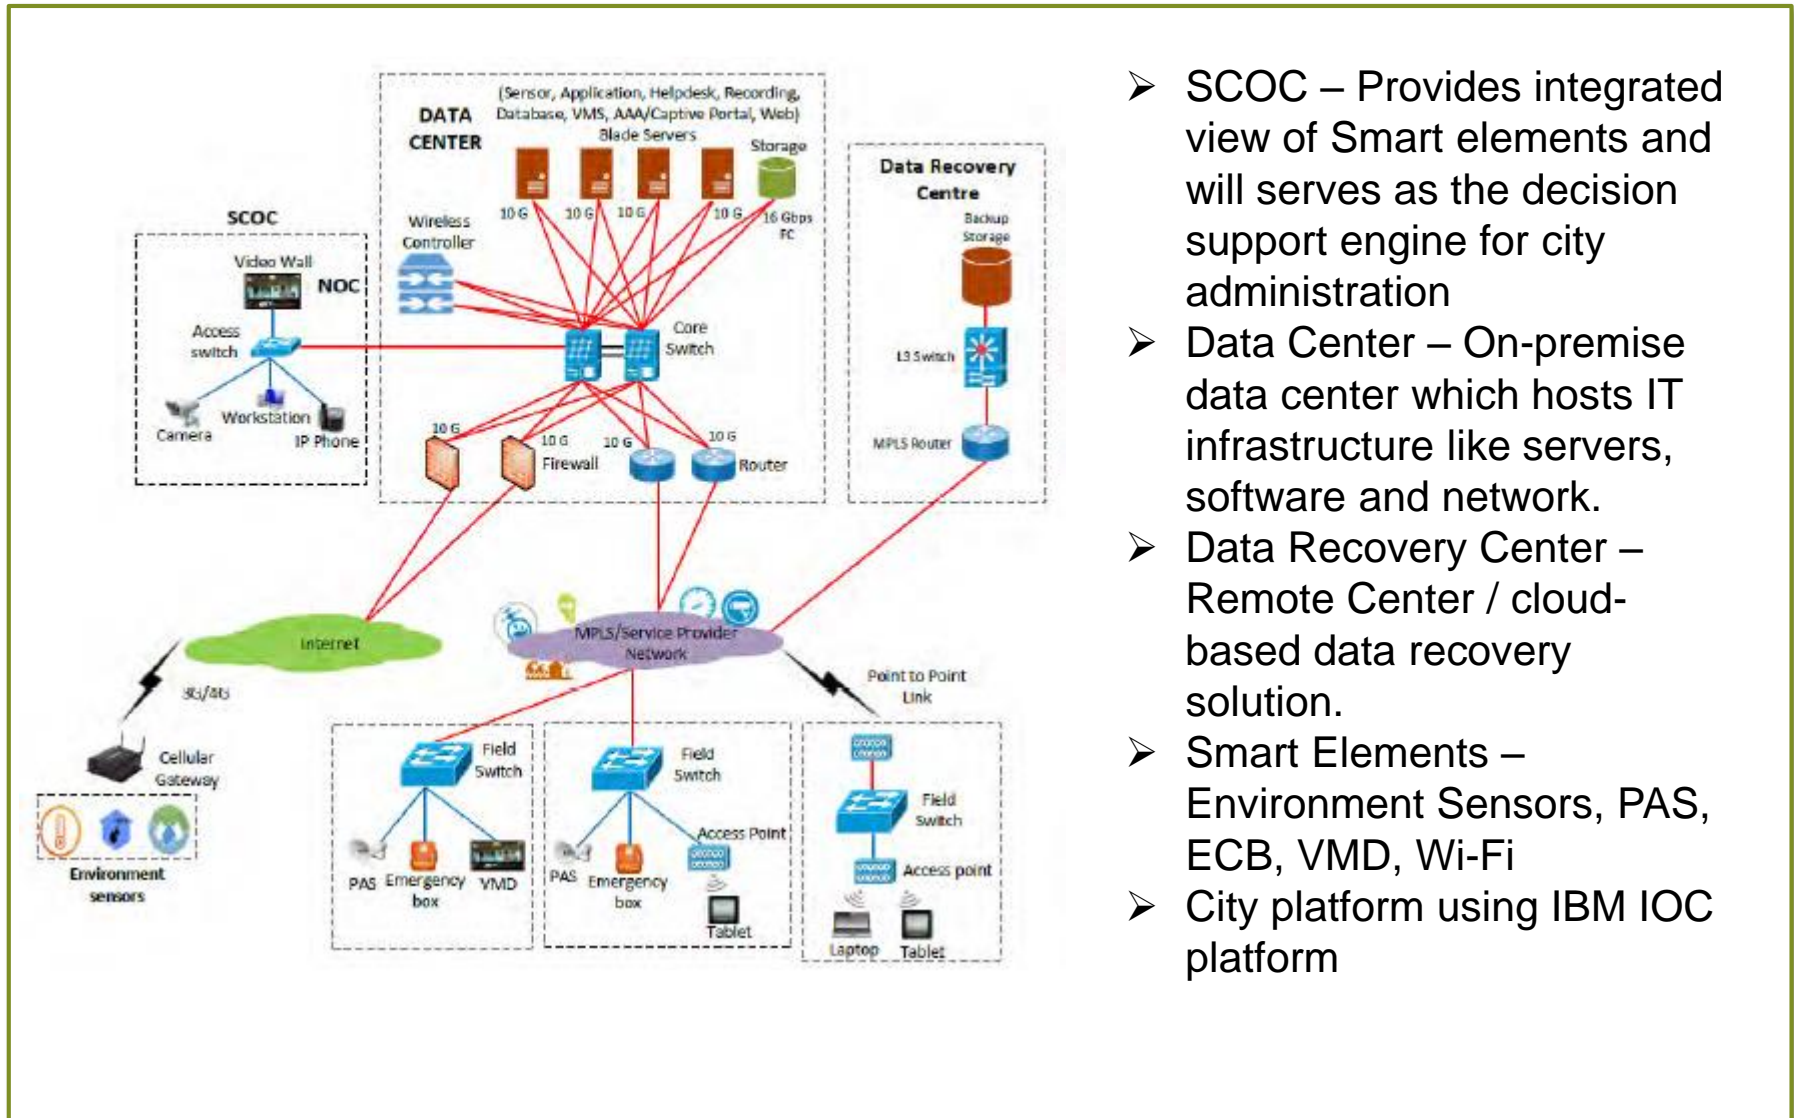 (Sensor, Application, Helpdesk, Recording,
Database, VMS, AAA/Captive Portal, Web)
Blade Servers
DATA
CENTER
Storage
10 G
10 G
10 G
10 G
16 Gbps
FC
Wireless
Controller
Core
Switch
10 G
10 G
10 G
10 G
Firewall
Router
SCOC
Video Wall
NOC
Access
switch
Workstation
Camera
IP Phone
Data Recovery
Centre
Backup
Storage
L3 Switch
MPLS Router
Internet
MPLS/Service Provider
Network
3G/4G
Point to Point
Link
Cellular
Gateway
Environment
sensors
Field
Switch
PAS
Emergency
box
VMD
Field
Switch
Access Point
PAS
Emergency
box
Tablet
Field
Switch
Access point
Laptop
Tablet
➢ SCOC – Provides integrated
view of Smart elements and
will serves as the decision
support engine for city
administration
➢ Data Center – On-premise
data center which hosts IT
infrastructure like servers,
software and network.
➢ Data Recovery Center –
Remote Center / cloud-
based data recovery
solution.
➢ Smart Elements –
Environment Sensors, PAS,
ECB, VMD, Wi-Fi
➢ City platform using IBM IOC
platform